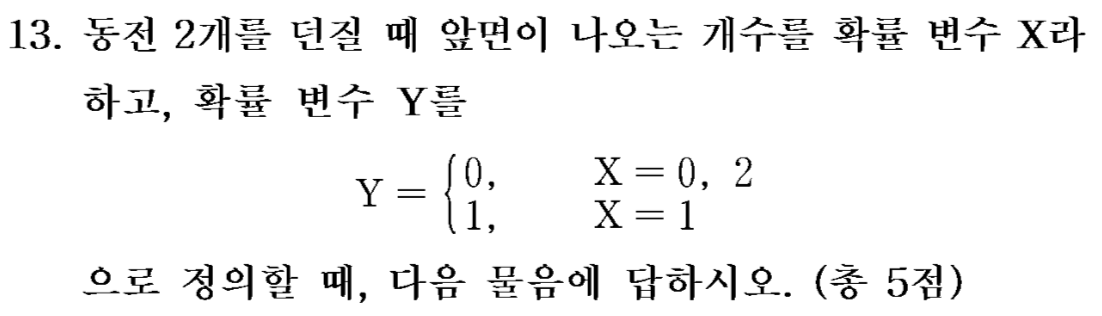 13. 동전 2개를 던질 때 앞면이 나오는 개수를 확률 변수 X라
하고, 확률 변수 Y를
Y = { 0, X = 0, 2
1, X = 1
으로 정의할 때, 다음 물음에 답하시오. (총 5점)